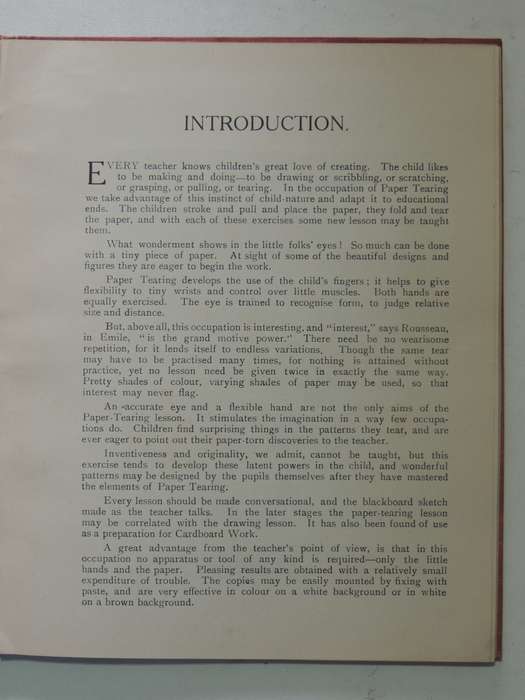 INTRODUCTION.
EVERY teacher knows children's great love of creating. The child likes
to be making and doing—to be drawing or scribbling, or scratching,
or grasping, or pulling, or tearing. In the occupation of Paper Tearing
we take advantage of this instinct of child-nature and adapt it to educational
ends. The children stroke and pull and place the paper, they fold and tear
the paper, and with each of these exercises some new lesson may be taught
them.
What wonderment shows in the little folks' eyes! So much can be done
with a tiny piece of paper. At sight of some of the beautiful designs and
figures they are eager to begin the work.
Paper Tearing develops the use of the child's fingers; it helps to give
flexibility to tiny wrists and control over little muscles. Both hands are
equally exercised. The eye is trained to recognise form, to judge relative
size and distance.
But, above all, this occupation is interesting, and "interest," says Rousseau,
in Emile, "is the grand motive power." There need be no wearisome
repetition, for it lends itself to endless variations. Though the same tear
may have to be practised many times, for nothing is attained without
practice, yet no lesson need be given twice in exactly the same way.
Pretty shades of colour, varying shades of paper may be used, so that
interest may never flag.
An accurate eye and a flexible hand are not the only aims of the
Paper-Tearing lesson. It stimulates the imagination in a way few occupa-
tions do. Children find surprising things in the patterns they tear, and are
ever eager to point out their paper-torn discoveries to the teacher.
Inventiveness and originality, we admit, cannot be taught, but this
exercise tends to develop these latent powers in the child, and wonderful
patterns may be designed by the pupils themselves after they have mastered
the elements of Paper Tearing.
Every lesson should be made conversational, and the blackboard sketch
made as the teacher talks. In the later stages the paper-tearing lesson
may be correlated with the drawing lesson. It has also been found of use
as a preparation for Cardboard Work.
A great advantage from the teacher's point of view, is that in this
occupation no apparatus or tool of any kind is required—only the little
hands and the paper. Pleasing results are obtained with a relatively small
expenditure of trouble. The copies may be easily mounted by fixing with
paste, and are very effective in colour on a white background or in white
on a brown background.